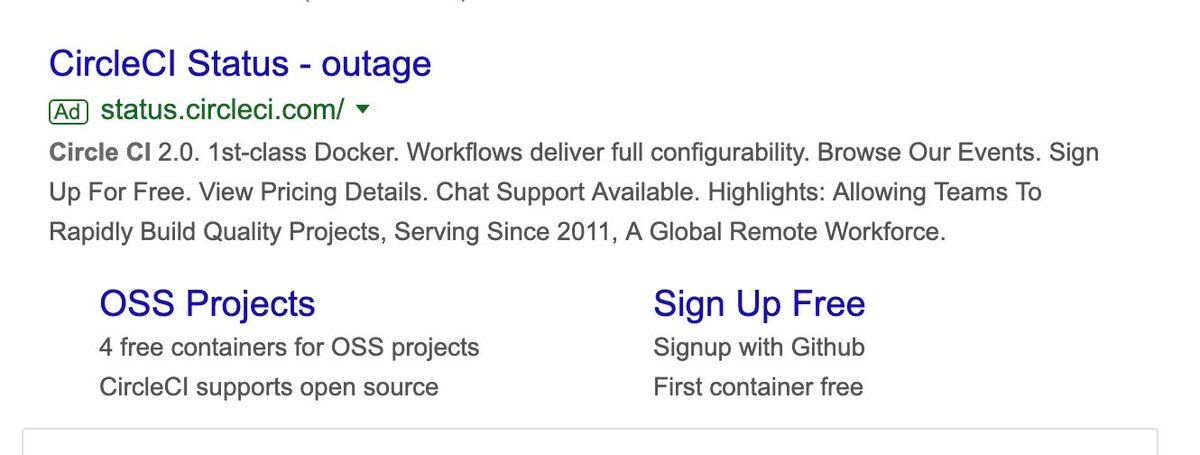 CircleCI Status - outage
Ad status.circleci.com/
Circle CI 2.0. 1st-class Docker. Workflows deliver full configurability. Browse Our Events. Sign
Up For Free. View Pricing Details. Chat Support Available. Highlights: Allowing Teams To
Rapidly Build Quality Projects, Serving Since 2011, A Global Remote Workforce.
OSS Projects
4 free containers for OSS projects
CircleCI supports open source
Sign Up Free
Signup with Github
First container free